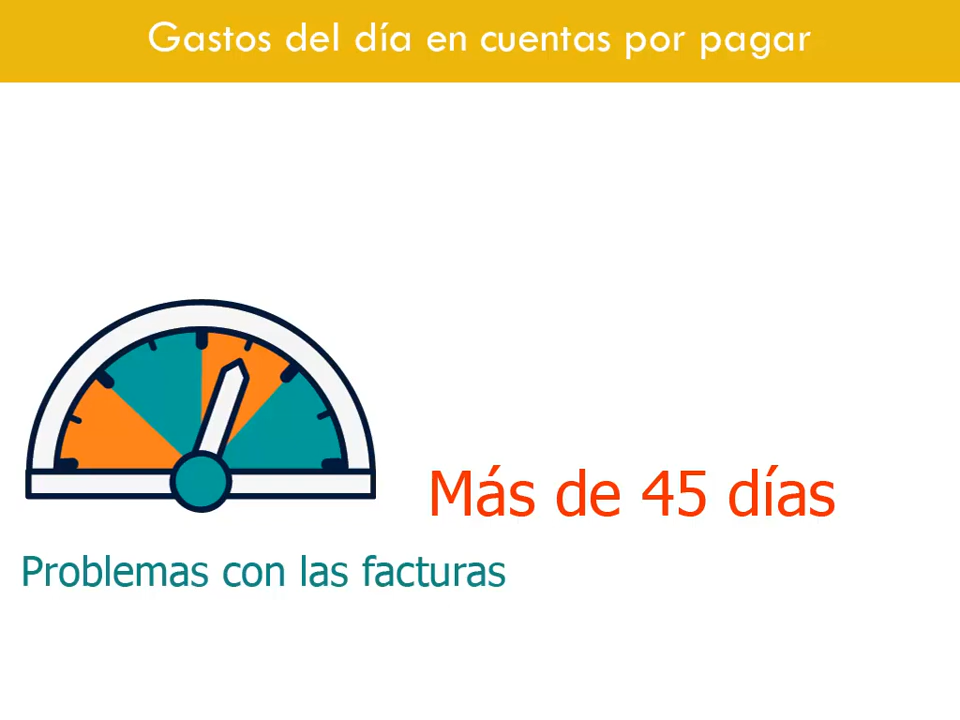 Gastos del día en cuentas por pagar
Más de 45 días
Problemas con las facturas